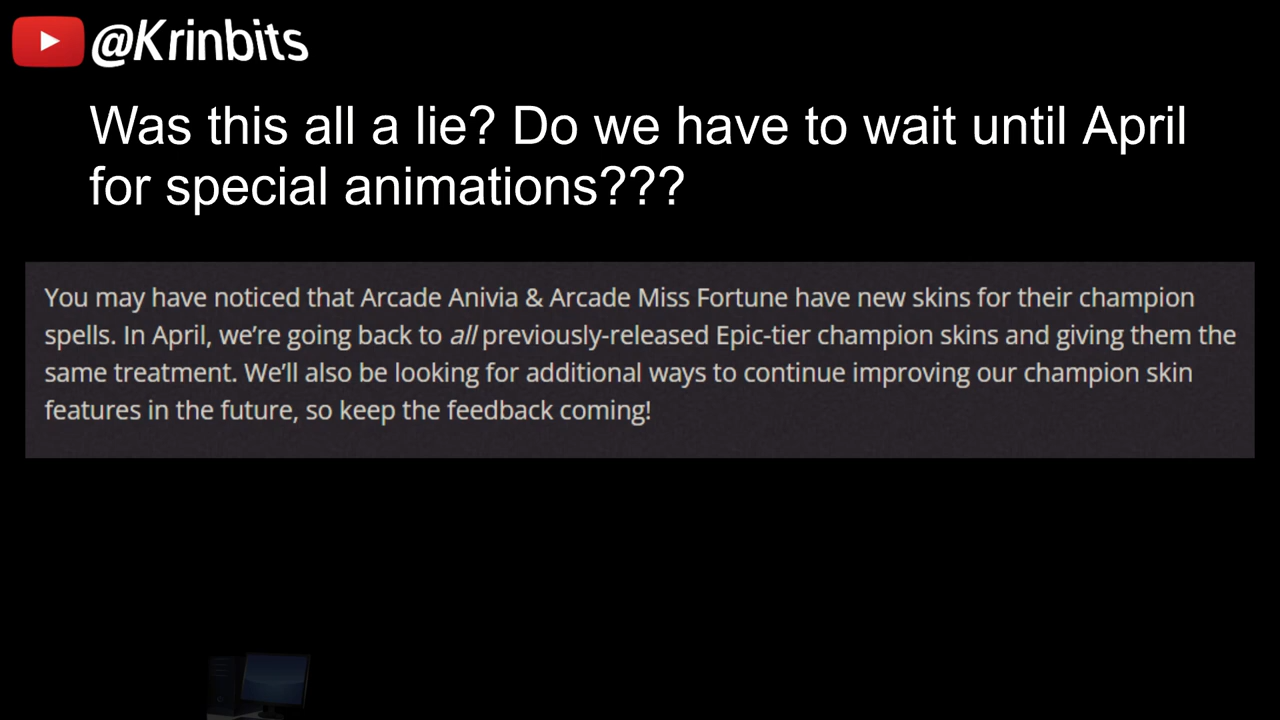 @Krinbits
Was this all a lie? Do we have to wait until April
for special animations???
You may have noticed that Arcade Anivia & Arcade Miss Fortune have new skins for their champion
spells. In April, we’re going back to all previously-released Epic-tier champion skins and giving them the
same treatment. We’ll also be looking for additional ways to continue improving our champion skin
features in the future, so keep the feedback coming!